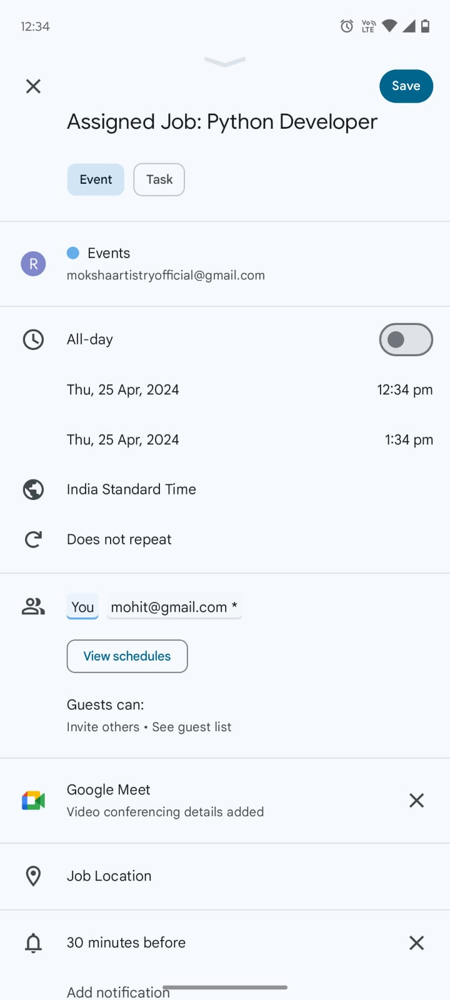 12:34
Vo LTE
Save
Assigned Job: Python Developer
Event Task
R
Events
mokshaartistryofficial@gmail.com
All-day
Thu, 25 Apr, 2024 12:34 pm
Thu, 25 Apr, 2024 1:34 pm
India Standard Time
Does not repeat
You mohit@gmail.com *
View schedules
Guests can:
Invite others • See guest list
Google Meet
Video conferencing details added
Job Location
30 minutes before
Add notification